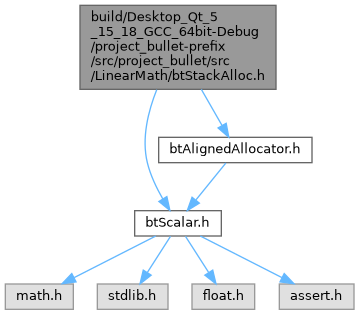 build/Desktop_Qt_5
_15_18_GCC_64bit-Debug
/project_bullet-prefix
/src/project_bullet/src
/LinearMath/btStackAlloc.h
btAlignedAllocator.h
btScalar.h
math.h
stdlib.h
float.h
assert.h